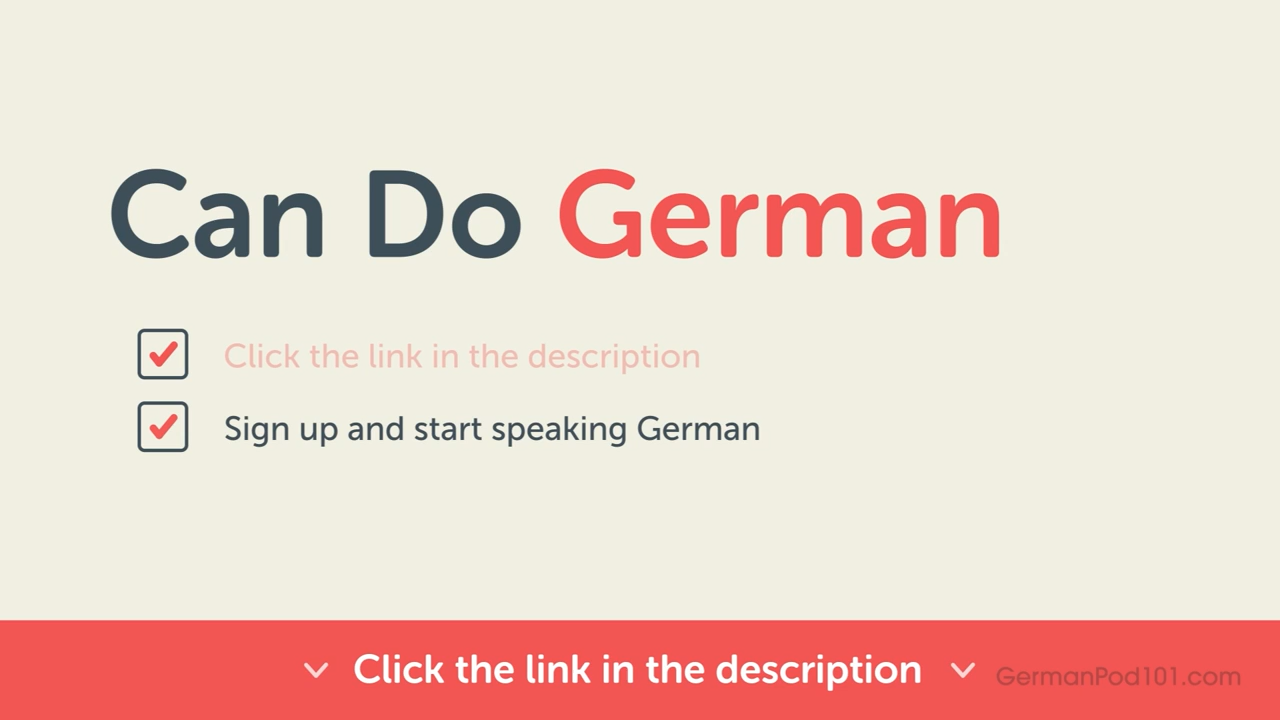 Can Do German
Click the link in the description
Sign up and start speaking German
Click the link in the description
GermanPod101.com